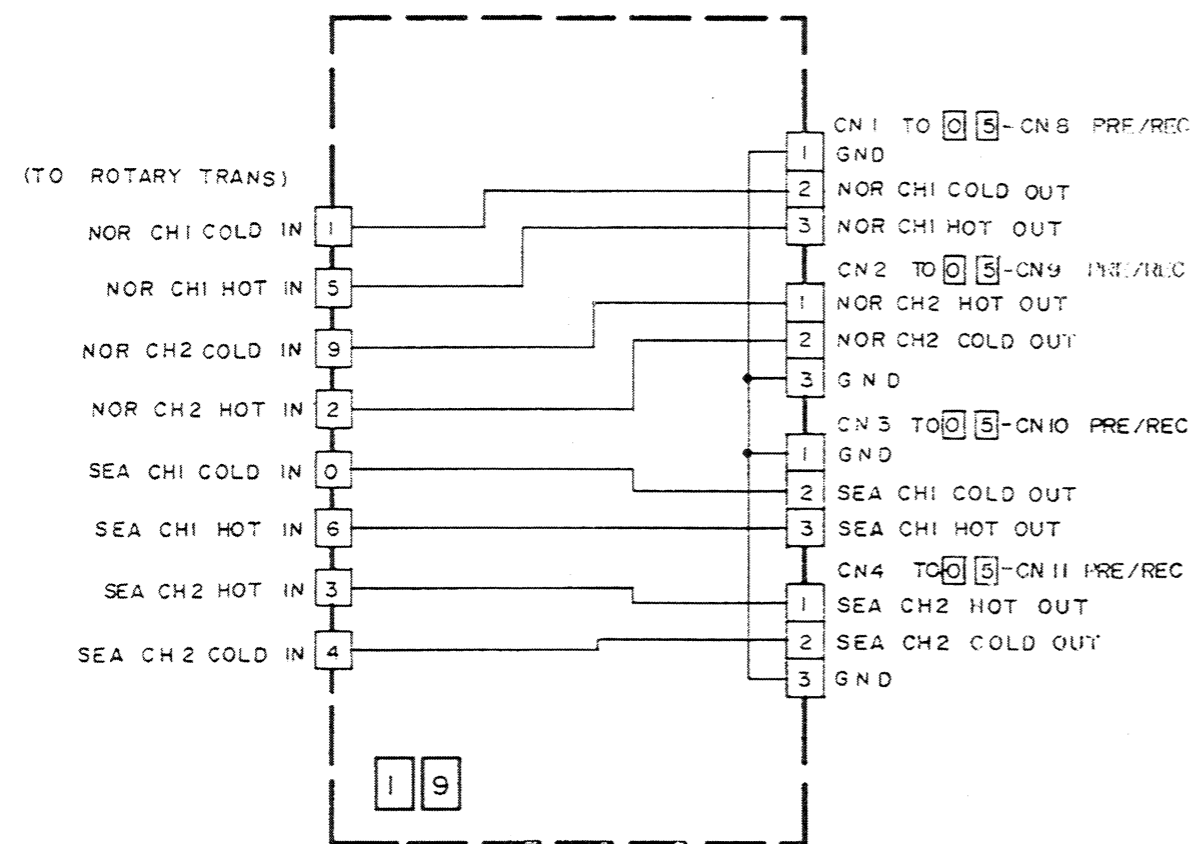 (TO ROTARY TRANS)
NOR CH1 COLD IN 1
NOR CH1 HOT IN 5
NOR CH2 COLD IN 9
NOR CH2 HOT IN 2
SEA CH1 COLD IN 0
SEA CH1 HOT IN 6
SEA CH2 HOT IN 3
SEA CH2 COLD IN 4
CN1 TO 0 5-CN8 PRE/REC
1 GND
2 NOR CH1 COLD OUT
3 NOR CH1 HOT OUT
CN2 TO 0 5-CN9 PRE/REC
1 NOR CH2 HOT OUT
2 NOR CH2 COLD OUT
3 GND
CN3 TO 0 5-CN10 PRE/REC
1 GND
2 SEA CH1 COLD OUT
3 SEA CH1 HOT OUT
CN4 TO 0 5-CN11 PRE/REC
1 SEA CH2 HOT OUT
2 SEA CH2 COLD OUT
3 GND
1 9